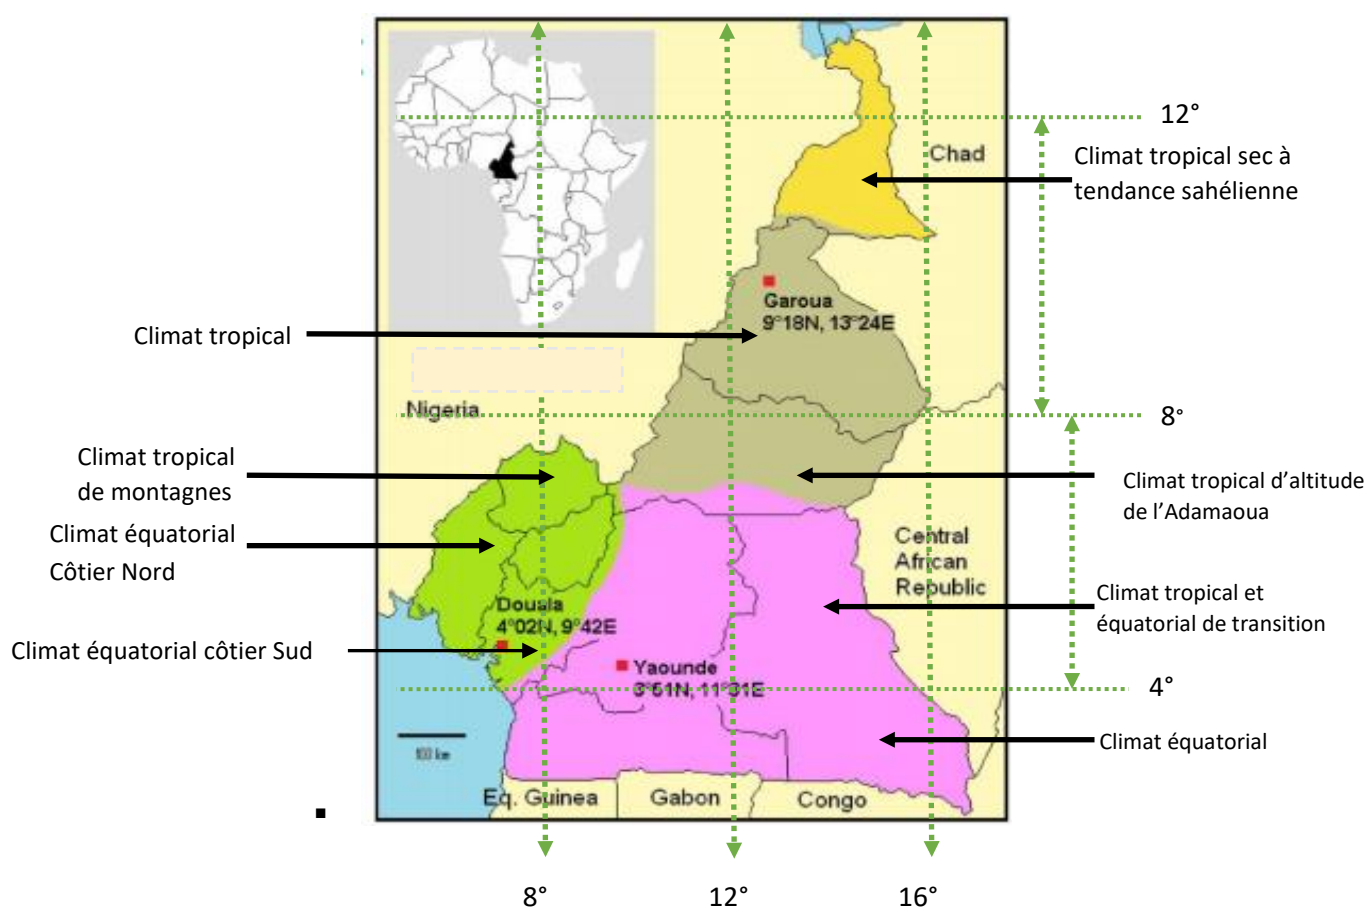 12°
Chad
Climat tropical sec à
tendance sahélienne
Garoua
9°18N, 13°24E
Climat tropical
Nigeria
8°
Climat tropical
de montagnes
Climat tropical d’altitude
de l’Adamaoua
Climat équatorial
Côtier Nord
Central
African
Republic
Climat tropical et
équatorial de transition
Douala
4°02N, 9°42E
Climat équatorial côtier Sud
Yaounde
4°
Climat équatorial
Eq. Guinea
Gabon
Congo
8°
12°
16°